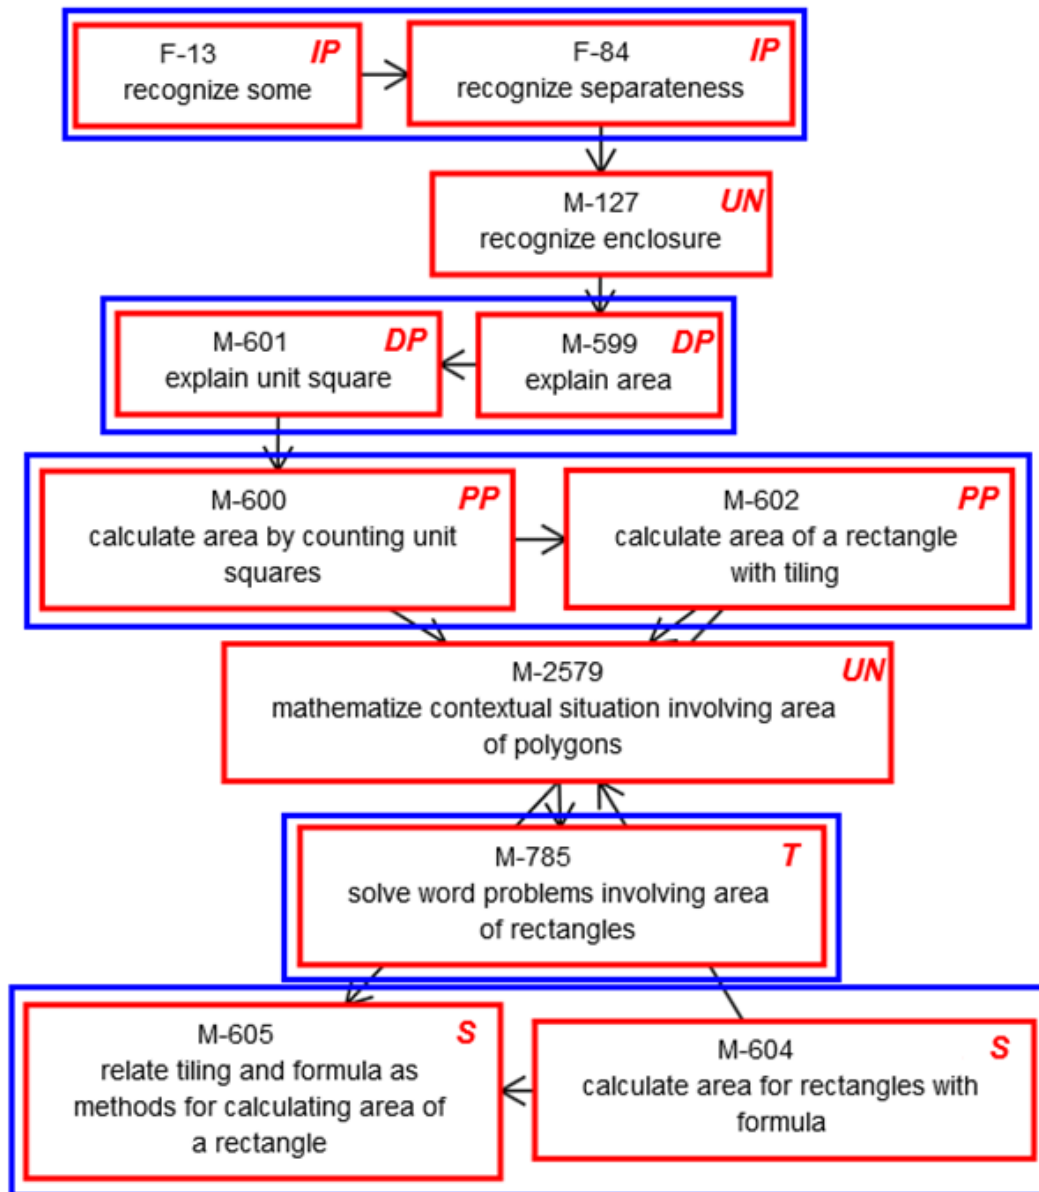 F-13
IP
recognize some
F-84
IP
recognize separateness
M-127
UN
recognize enclosure
M-601
DP
explain unit square
M-599
DP
explain area
M-600
PP
calculate area by counting unit
squares
M-602
PP
calculate area of a rectangle
with tiling
M-2579
UN
mathematize contextual situation involving area
of polygons
M-785
T
solve word problems involving area
of rectangles
M-605
S
relate tiling and formula as
methods for calculating area of
a rectangle
M-604
S
calculate area for rectangles with
formula